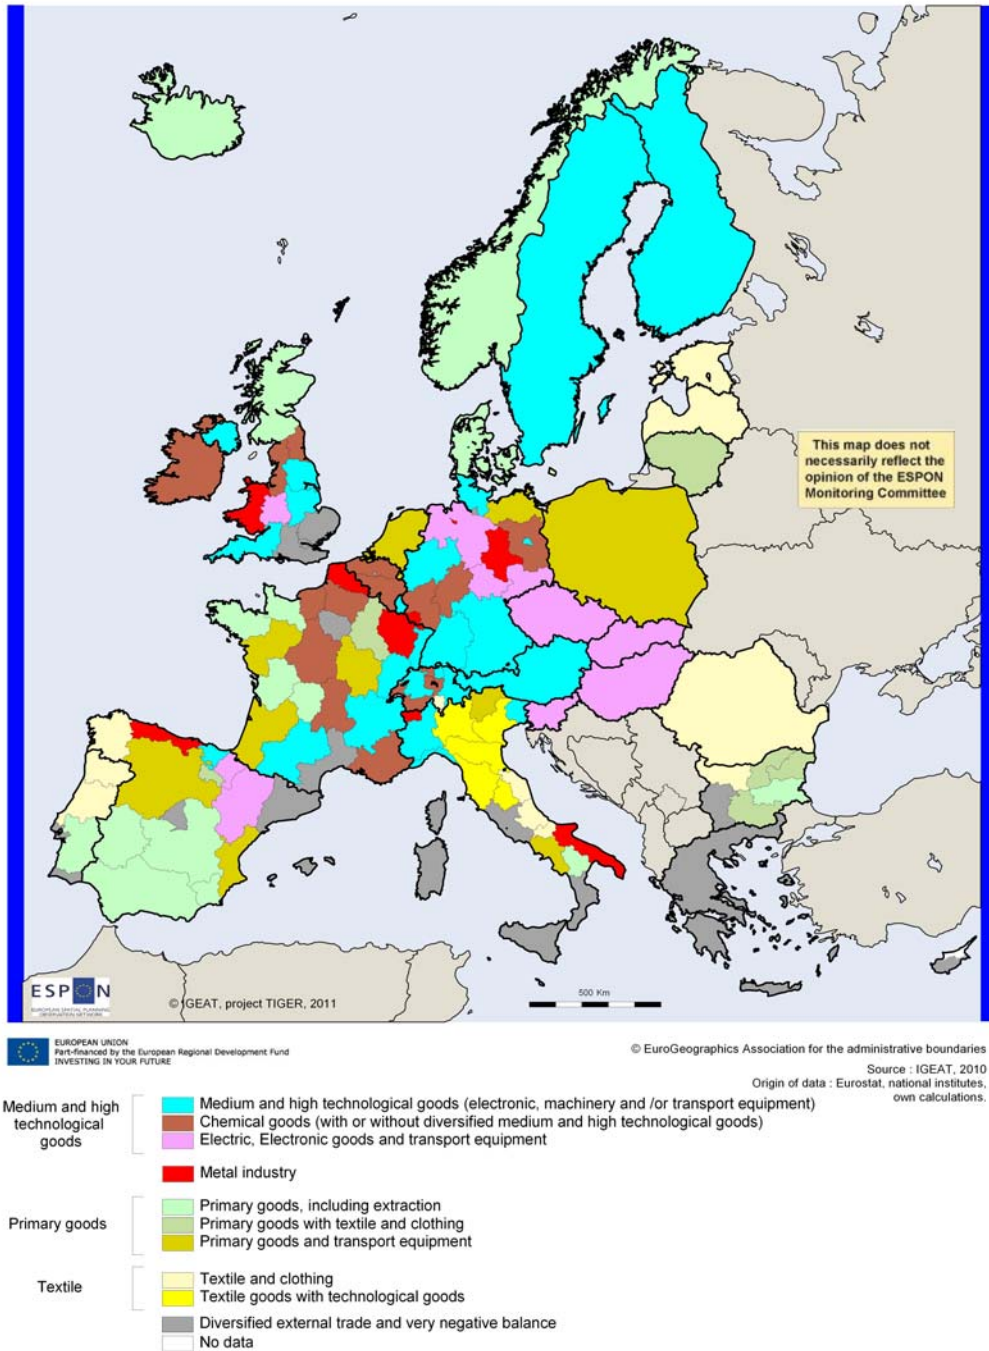 This map does not
necessarily reflect the
opinion of the ESPON
Monitoring Committee
ESPON
EUROPEAN SPATIAL PLANNING
OBSERVATION NETWORK
© IGEAT, project TIGER, 2011
500 Km
EUROPEAN UNION
Part-financed by the European Regional Development Fund
INVESTING IN YOUR FUTURE
© EuroGeographics Association for the administrative boundaries
Source : IGEAT, 2010
Origin of data : Eurostat, national institutes,
own calculations.
Medium and high
technological
goods
Medium and high technological goods (electronic, machinery and /or transport equipment)
Chemical goods (with or without diversified medium and high technological goods)
Electric, Electronic goods and transport equipment
Metal industry
Primary goods
Primary goods, including extraction
Primary goods with textile and clothing
Primary goods and transport equipment
Textile
Textile and clothing
Textile goods with technological goods
Diversified external trade and very negative balance
No data